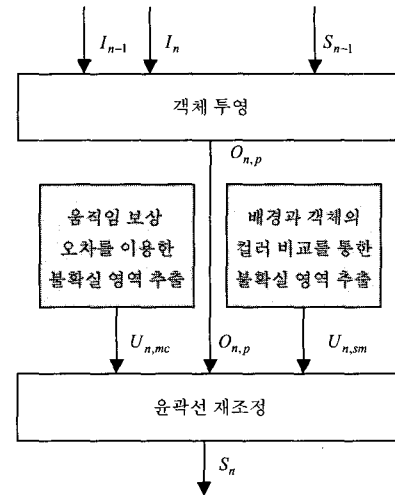 I_{n-1} I_n S_{n-1}
객체 투영
O_{n,p}
움직임 보상
오차를 이용한
불확실 영역 추출
배경과 객체의
컬러 비교를 통한
불확실 영역 추출
U_{n,mc} O_{n,p} U_{n,sm}
윤곽선 재조정
S_n